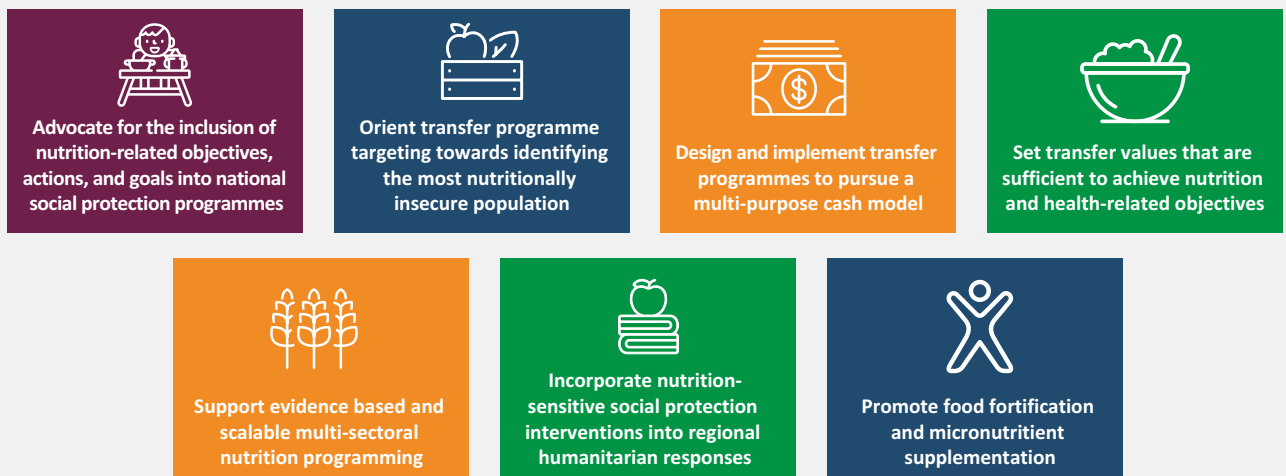 Advocate for the inclusion of
nutrition-related objectives,
actions, and goals into national
social protection programmes
Orient transfer programme
targeting towards identifying
the most nutritionally
insecure population
Design and implement transfer
programmes to pursue a
multi-purpose cash model
Set transfer values that are
sufficient to achieve nutrition
and health-related objectives
Support evidence based and
scalable multi-sectoral
nutrition programming
Incorporate nutrition-
sensitive social protection
interventions into regional
humanitarian responses
Promote food fortification
and micronutritient
supplementation